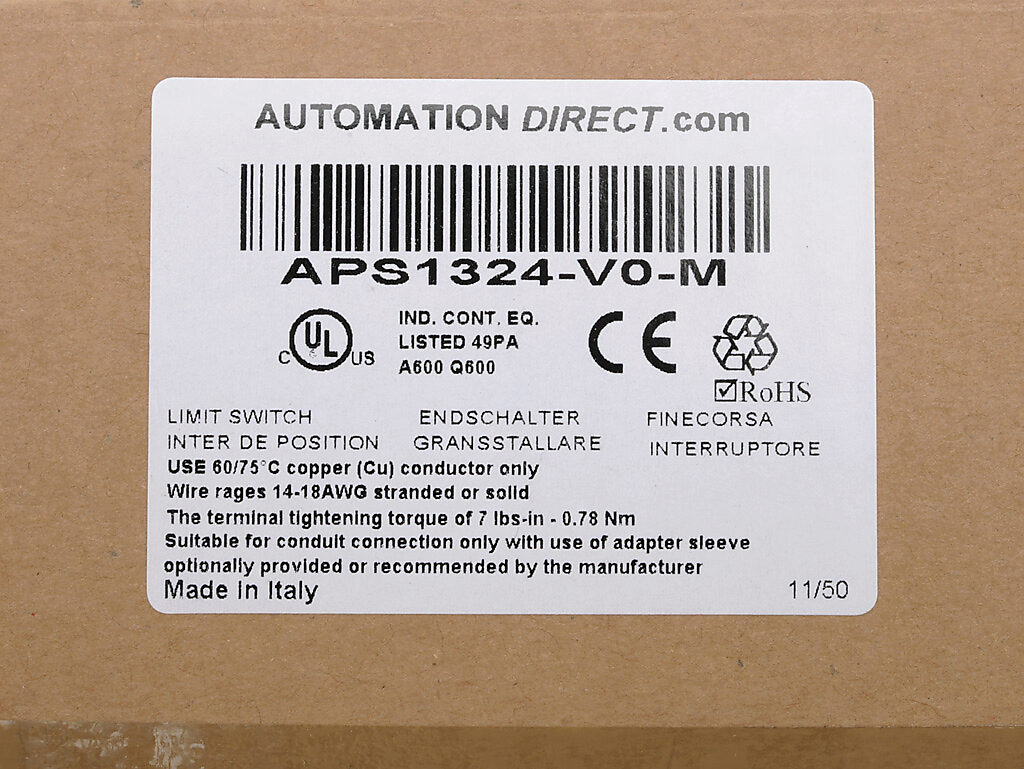 AUTOMATION DIRECT.com
APS1324-V0-M
C UL US
IND. CONT. EQ.
LISTED 49PA
A600 Q600
CE
RoHS
LIMIT SWITCH ENDSCHALTER FINECORSA
INTER DE POSITION GRANSSTALLARE INTERRUPTORE
USE 60/75°C copper (Cu) conductor only
Wire rages 14-18AWG stranded or solid
The terminal tightening torque of 7 lbs-in - 0.78 Nm
Suitable for conduit connection only with use of adapter sleeve
optionally provided or recommended by the manufacturer
Made in Italy 11/50